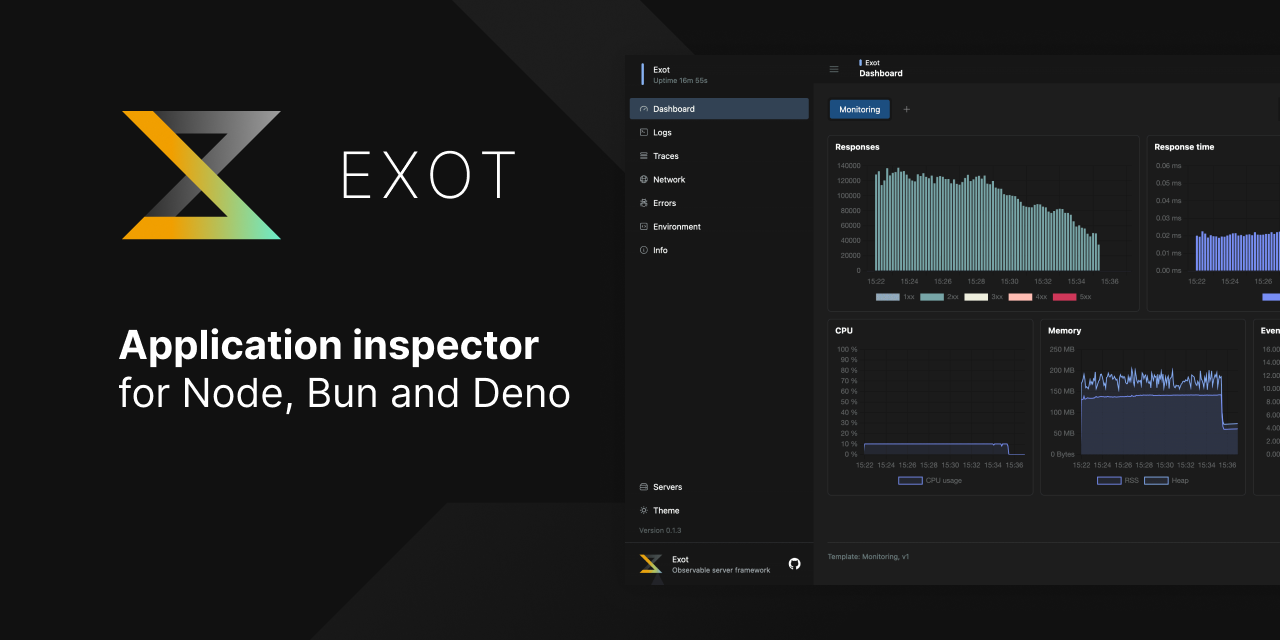 EXOT
Application inspector
for Node, Bun and Deno
Exot
Uptime 16m 55s
Dashboard
Logs
Traces
Network
Errors
Environment
Info
Servers
Theme
Version 0.1.3
Exot
Observable server framework
Exot
Dashboard
Monitoring +
Responses
140000
120000
100000
80000
60000
40000
20000
0
15:22 15:24 15:26 15:28 15:30 15:32 15:34 15:36
1xx 2xx 3xx 4xx 5xx
Response time
0.06 ms
0.05 ms
0.04 ms
0.03 ms
0.02 ms
0.01 ms
0.00 ms
15:22 15:24 15:26
CPU
100 %
90 %
80 %
70 %
60 %
50 %
40 %
30 %
20 %
10 %
0 %
15:22 15:24 15:26 15:28 15:30 15:32 15:34 15:36
CPU usage
Memory
250 MB
200 MB
150 MB
100 MB
50 MB
0 Bytes
15:22 15:24 15:26 15:28 15:30 15:32 15:34 15:36
RSS Heap
Even
16.00
14.00
12.00
10.00
8.00
6.00
4.00
2.00
0.00
Template: Monitoring, v1